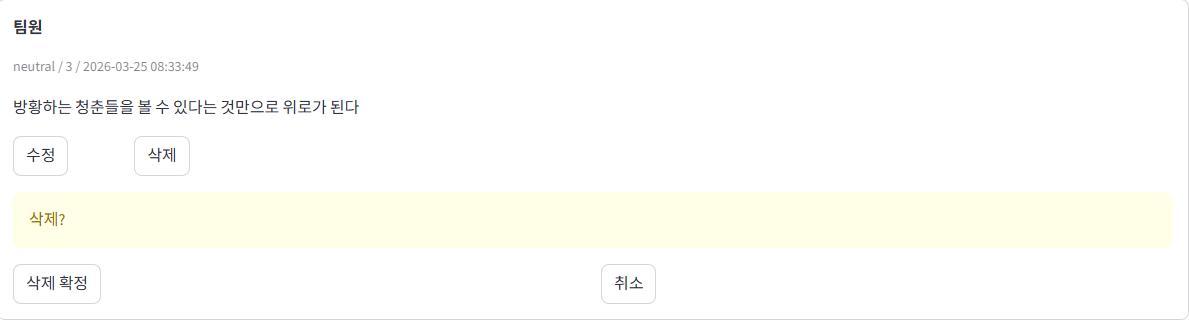 팀원
neutral / 3 / 2026-03-25 08:33:49
방황하는 청춘들을 볼 수 있다는 것만으로 위로가 된다
수정 삭제
삭제?
삭제 확정 취소